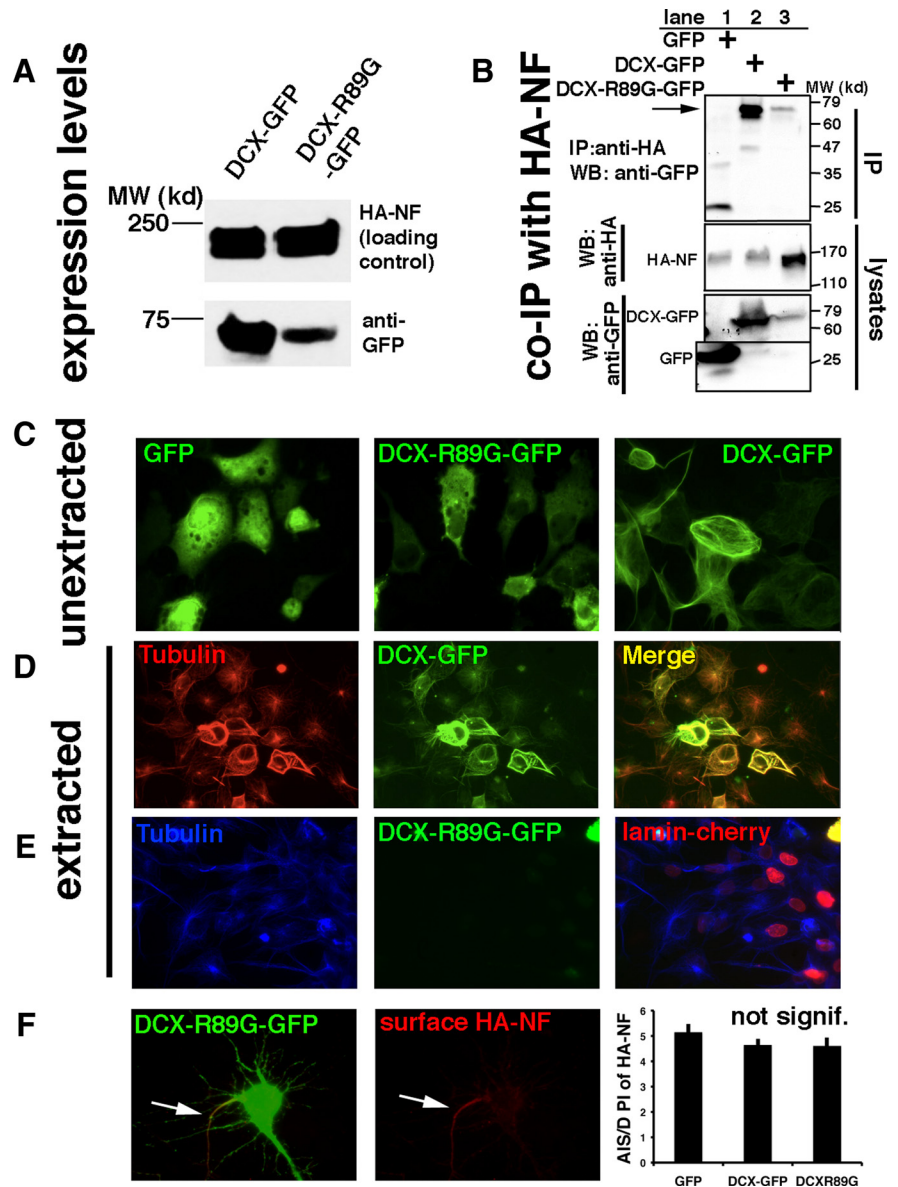 A
expression levels
DCX-GFP
DCX-R89G
-GFP
MW (kd)
250
HA-NF
(loading
control)
75
anti-
GFP
B
co-IP with HA-NF
lane 1 2 3
GFP +
DCX-GFP +
DCX-R89G-GFP +
MW (kd)
79
60
IP:anti-HA
47
WB: anti-GFP
35
25
IP
WB:
anti-HA
HA-NF
170
110
lysates
WB:
anti-GFP
DCX-GFP
79
60
GFP
25
C
unextracted
GFP
DCX-R89G-GFP
DCX-GFP
extracted
D
Tubulin
DCX-GFP
Merge
E
Tubulin
DCX-R89G-GFP
lamin-cherry
F
DCX-R89G-GFP
surface HA-NF
not signif.
AIS/D PI of HA-NF
6
5
4
3
2
1
0
GFP DCX-GFP DCXR89G